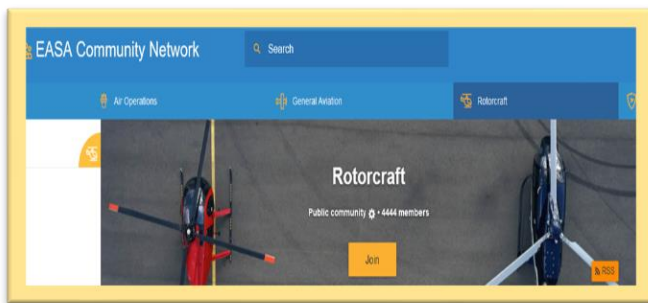 EASA Community Network
Search
Air Operations
General Aviation
Rotorcraft
Rotorcraft
Public community • 4444 members
Join
RSS